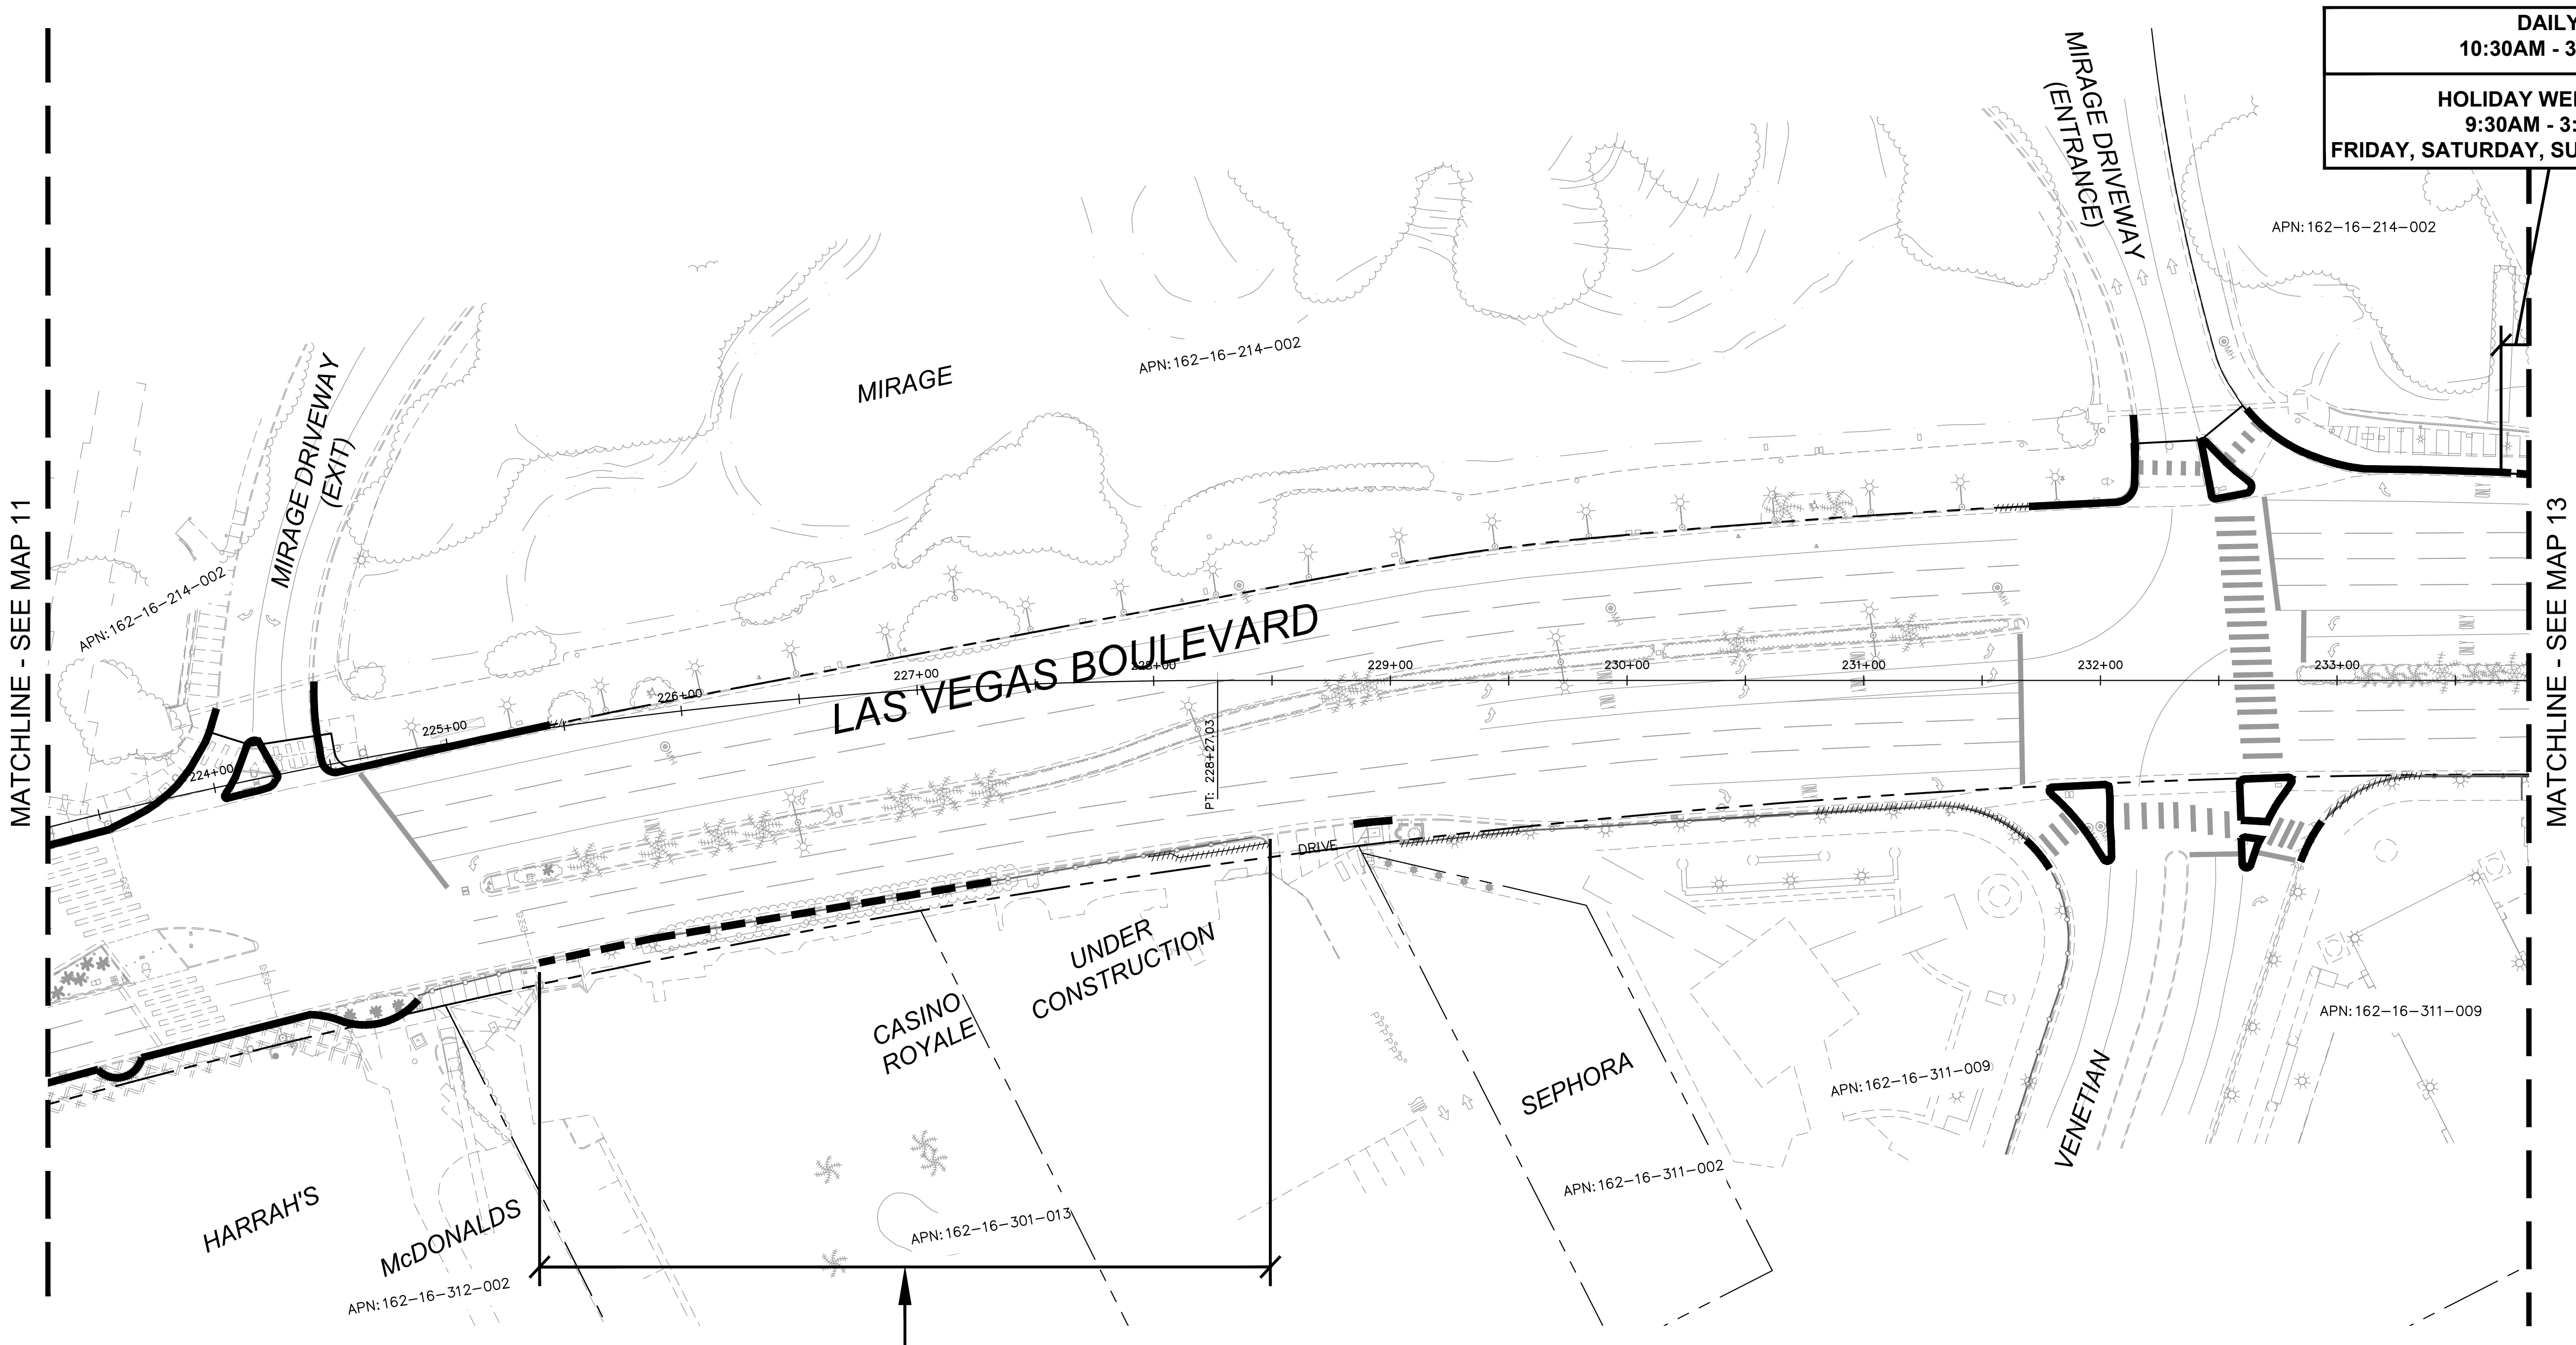 DAILY
10:30AM - 3
HOLIDAY WE
9:30AM - 3:
FRIDAY, SATURDAY, SU
MIRAGE DRIVEWAY
(ENTRANCE)
APN:162-16-214-002
MIRAGE
APN:162-16-214-002
MIRAGE DRIVEWAY
(EXIT)
APN:162-16-214-002
MATCHLINE - SEE MAP 11
MATCHLINE - SEE MAP 13
LAS VEGAS BOULEVARD
224+00
225+00
226+00
227+00
228+00
229+00
230+00
231+00
232+00
233+00
PT: 228+27.03
DRIVE
UNDER
CONSTRUCTION
CASINO
ROYALE
SEPHORA
APN:162-16-311-009
APN:162-16-311-009
VENETIAN
APN:162-16-311-002
HARRAH'S
McDONALDS
APN:162-16-301-013
APN:162-16-312-002